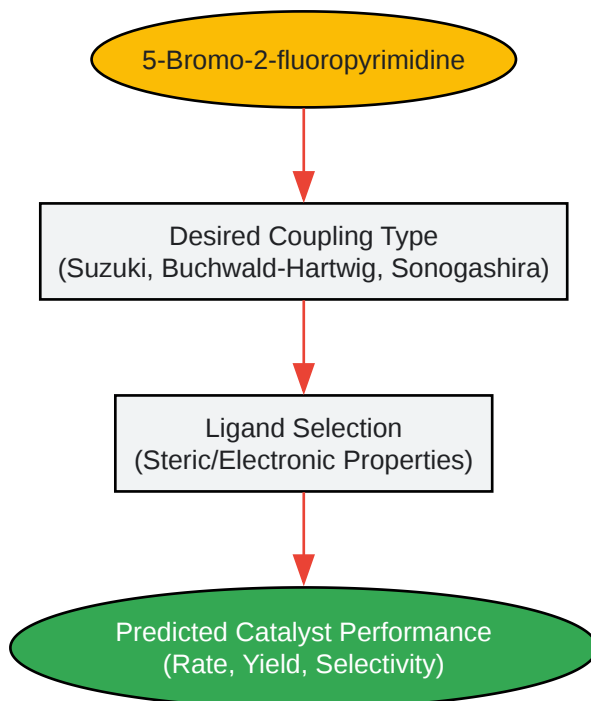 5-Bromo-2-fluoropyrimidine
Desired Coupling Type
(Suzuki, Buchwald-Hartwig, Sonogashira)
Ligand Selection
(Steric/Electronic Properties)
Predicted Catalyst Performance
(Rate, Yield, Selectivity)